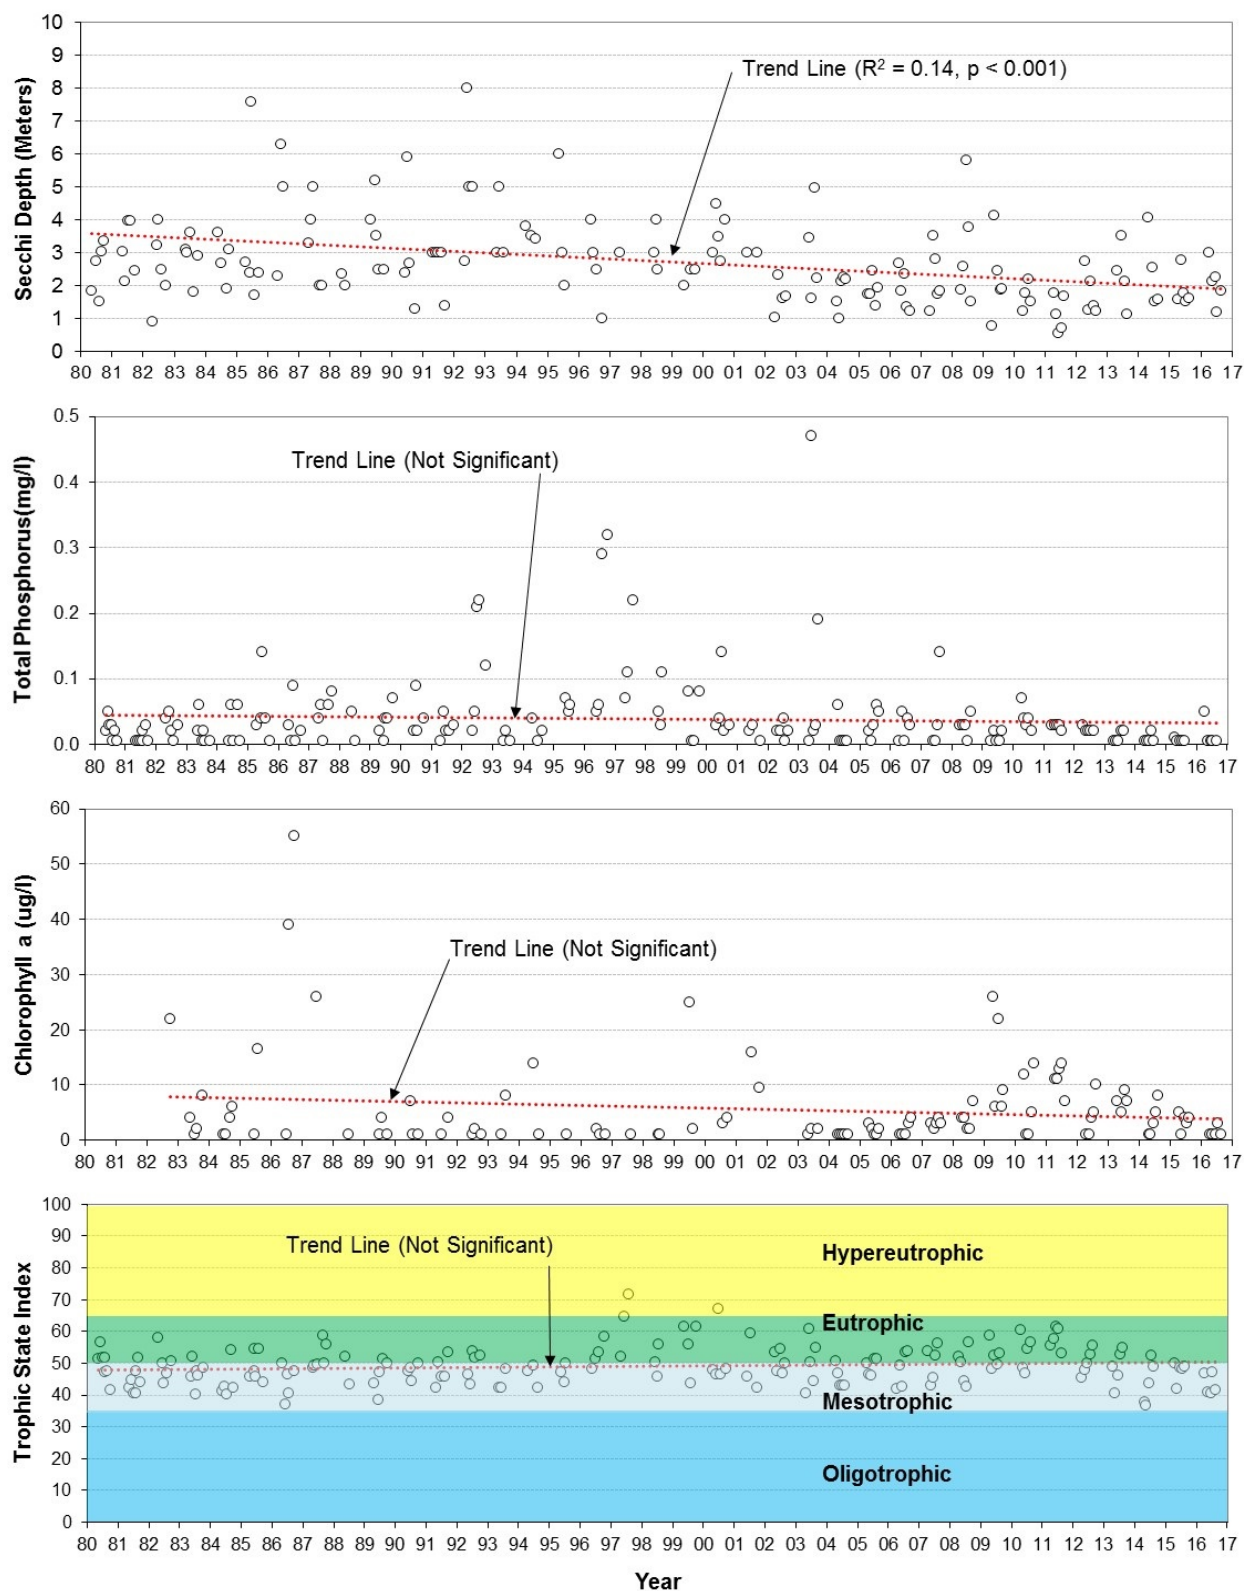 10
9
8
7
6
5
4
3
2
1
0
Secchi Depth (Meters)
Trend Line (R² = 0.14, p < 0.001)
80 81 82 83 84 85 86 87 88 89 90 91 92 93 94 95 96 97 98 99 00 01 02 03 04 05 06 07 08 09 10 11 12 13 14 15 16 17
0.5
0.4
0.3
0.2
0.1
0.0
Total Phosphorus(mg/l)
Trend Line (Not Significant)
80 81 82 83 84 85 86 87 88 89 90 91 92 93 94 95 96 97 98 99 00 01 02 03 04 05 06 07 08 09 10 11 12 13 14 15 16 17
60
50
40
30
20
10
0
Chlorophyll a (ug/l)
Trend Line (Not Significant)
80 82 83 84 85 86 87 88 89 90 91 92 93 94 95 96 97 98 99 00 01 02 03 04 05 06 07 08 09 10 11 12 13 14 15 16 17
100
90
80
70
60
50
40
30
20
10
0
Trophic State Index
Trend Line (Not Significant)
Hypereutrophic
Eutrophic
Mesotrophic
Oligotrophic
80 81 82 83 84 85 86 87 88 89 90 91 92 93 94 95 96 97 98 99 00 01 02 03 04 05 06 07 08 09 10 11 12 13 14 15 16 17
Year